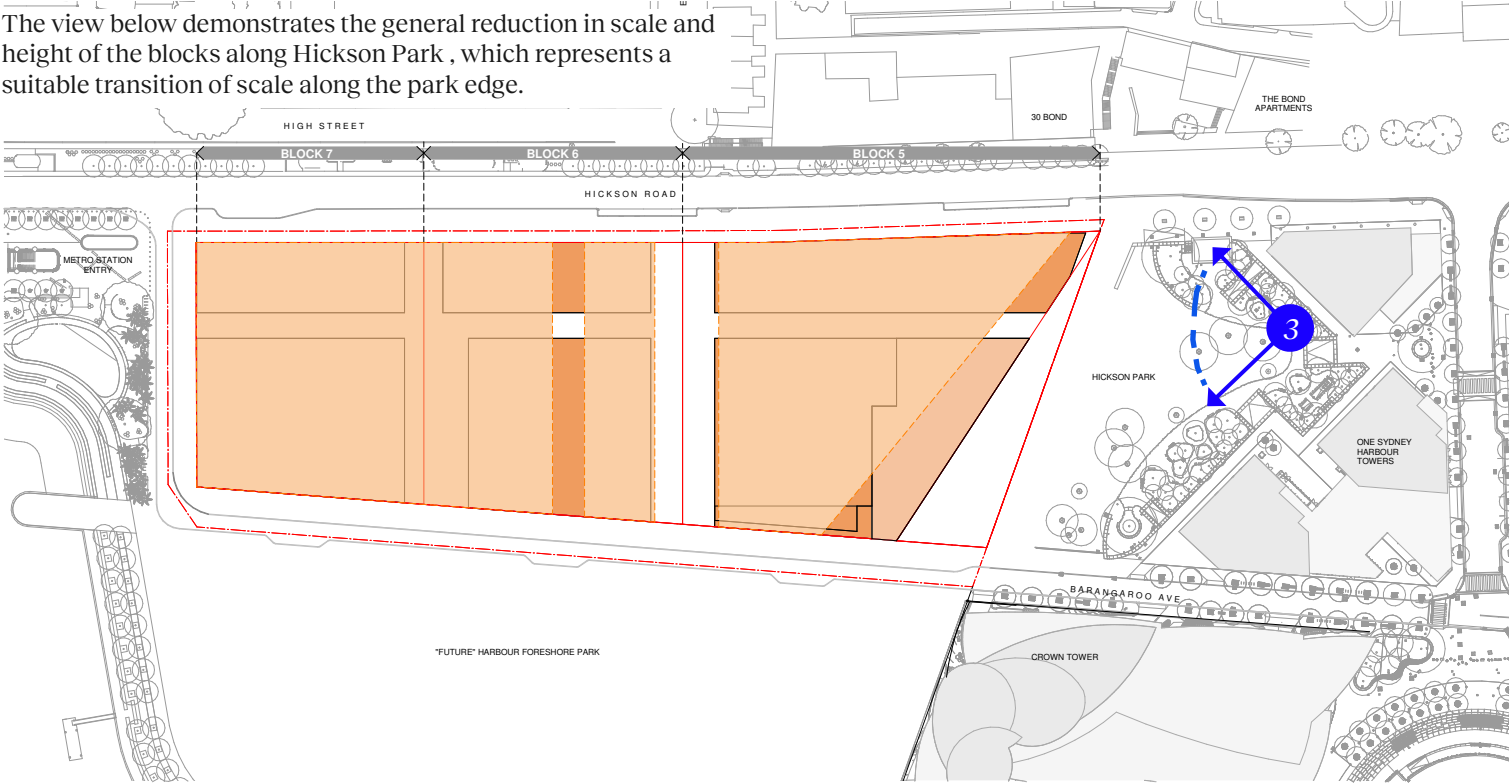 The view below demonstrates the general reduction in scale and
height of the blocks along Hickson Park , which represents a
suitable transition of scale along the park edge.
HIGH STREET
30 BOND
THE BOND
APARTMENTS
BLOCK 7
BLOCK 6
BLOCK 5
HICKSON ROAD
METRO STATION
ENTRY
3
HICKSON PARK
ONE SYDNEY
HARBOUR
TOWERS
BARANGAROO AVE
"FUTURE" HARBOUR FORESHORE PARK
CROWN TOWER